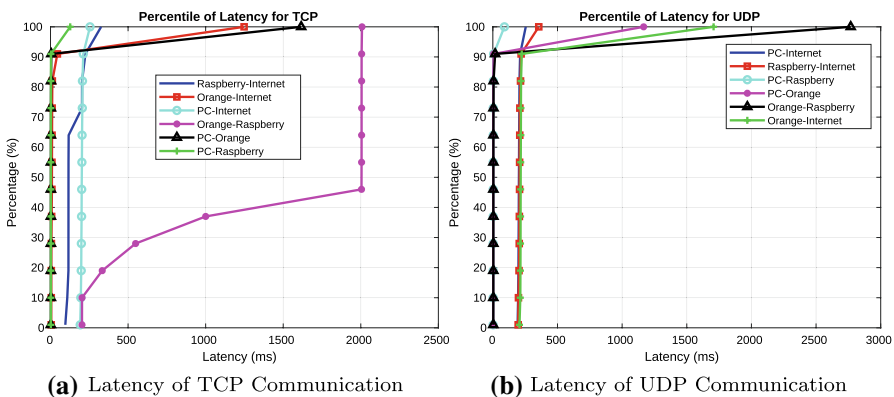 Percentile of Latency for TCP
100
90
80
70
60
50
40
30
20
10
0
Percentage (%)
Raspberry-Internet
Orange-Internet
PC-Internet
Orange-Raspberry
PC-Orange
PC-Raspberry
0 500 1000 1500 2000 2500
Latency (ms)
(a) Latency of TCP Communication
Percentile of Latency for UDP
100
90
80
70
60
50
40
30
20
10
0
Percentage (%)
PC-Internet
Raspberry-Internet
PC-Raspberry
PC-Orange
Orange-Raspberry
Orange-Internet
0 500 1000 1500 2000 2500 3000
Latency (ms)
(b) Latency of UDP Communication